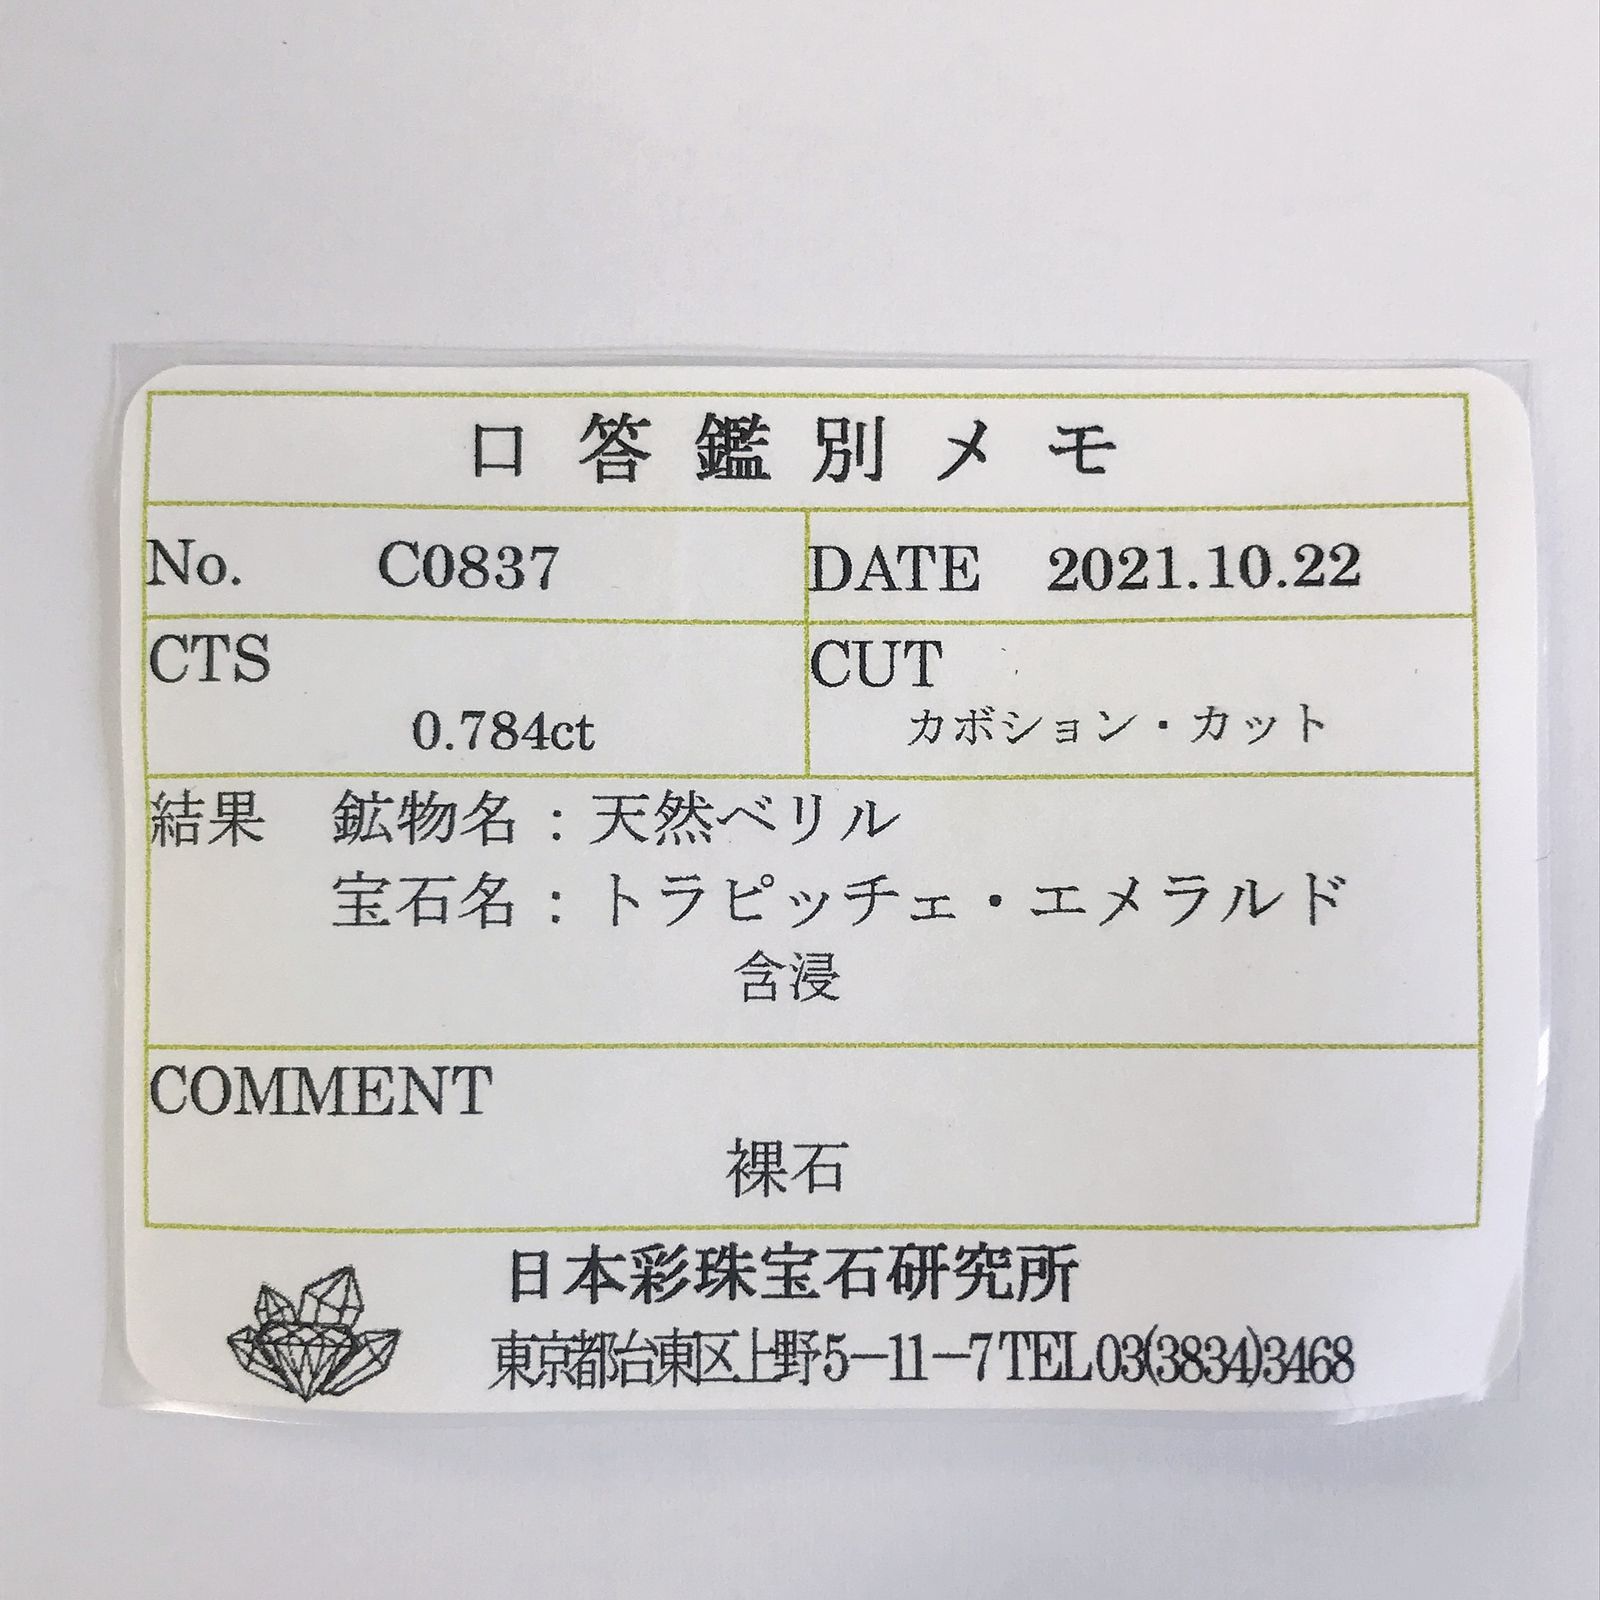 口答鑑別メモ
No. C0837
DATE 2021.10.22
CTS
0.784ct
CUT
カボション・カット
結果 鉱物名：天然ベリル
宝石名：トラピッチェ・エメラルド
含浸
COMMENT
裸石
日本彩珠宝石研究所
東京都台東区上野5－11－7 TEL 03(3834)3468